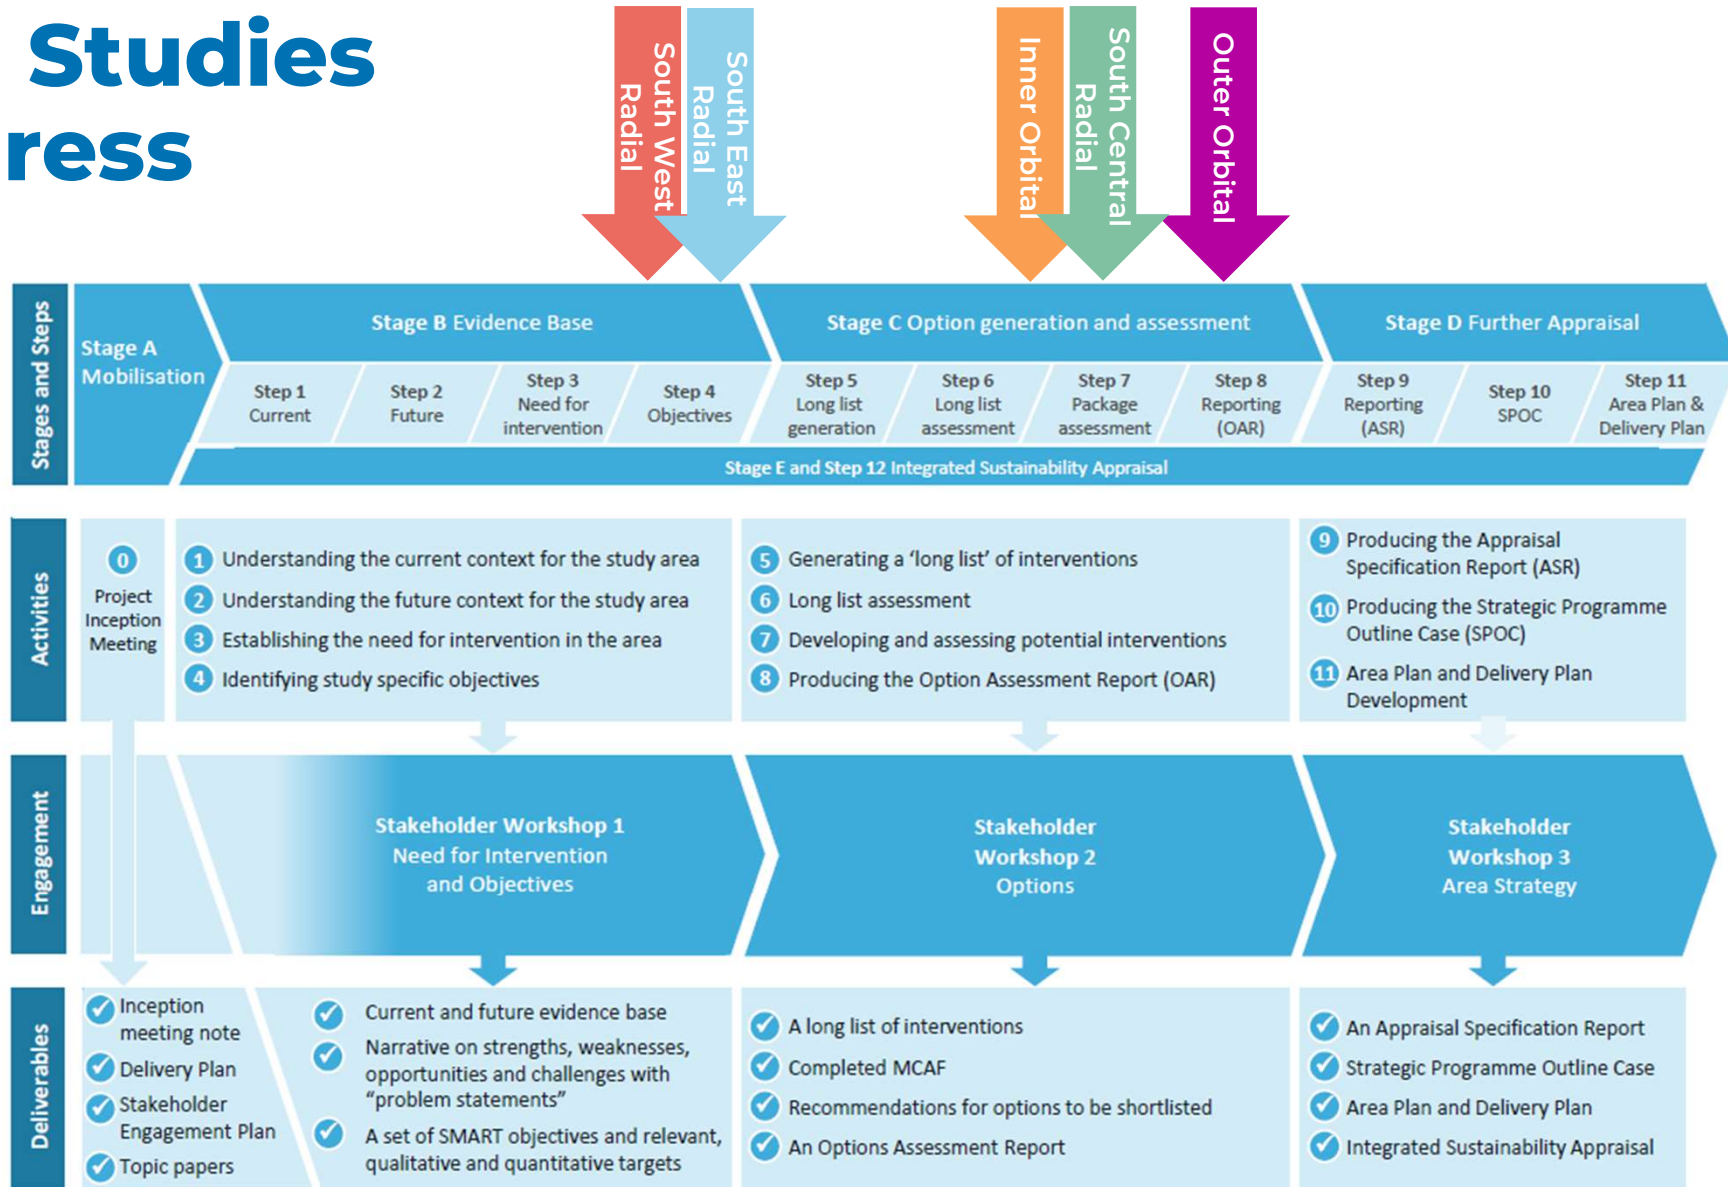 Studies
ress
South West
Radial
South East
Radial
Inner Orbital
South Central
Radial
Outer Orbital
Stages and Steps
Stage A
Mobilisation
Stage B Evidence Base
Stage C Option generation and assessment
Stage D Further Appraisal
Step 1
Current
Step 2
Future
Step 3
Need for
intervention
Step 4
Objectives
Step 5
Long list
generation
Step 6
Long list
assessment
Step 7
Package
assessment
Step 8
Reporting
(OAR)
Step 9
Reporting
(ASR)
Step 10
SPOC
Step 11
Area Plan &
Delivery Plan
Stage E and Step 12 Integrated Sustainability Appraisal
Activities
0
Project
Inception
Meeting
1 Understanding the current context for the study area
2 Understanding the future context for the study area
3 Establishing the need for intervention in the area
4 Identifying study specific objectives
5 Generating a ‘long list’ of interventions
6 Long list assessment
7 Developing and assessing potential interventions
8 Producing the Option Assessment Report (OAR)
9 Producing the Appraisal
Specification Report (ASR)
10 Producing the Strategic Programme
Outline Case (SPOC)
11 Area Plan and Delivery Plan
Development
Engagement
Stakeholder Workshop 1
Need for Intervention
and Objectives
Stakeholder
Workshop 2
Options
Stakeholder
Workshop 3
Area Strategy
Deliverables
Inception
meeting note
Delivery Plan
Stakeholder
Engagement Plan
Topic papers
Current and future evidence base
Narrative on strengths, weaknesses,
opportunities and challenges with
“problem statements”
A set of SMART objectives and relevant,
qualitative and quantitative targets
A long list of interventions
Completed MCAF
Recommendations for options to be shortlisted
An Options Assessment Report
An Appraisal Specification Report
Strategic Programme Outline Case
Area Plan and Delivery Plan
Integrated Sustainability Appraisal